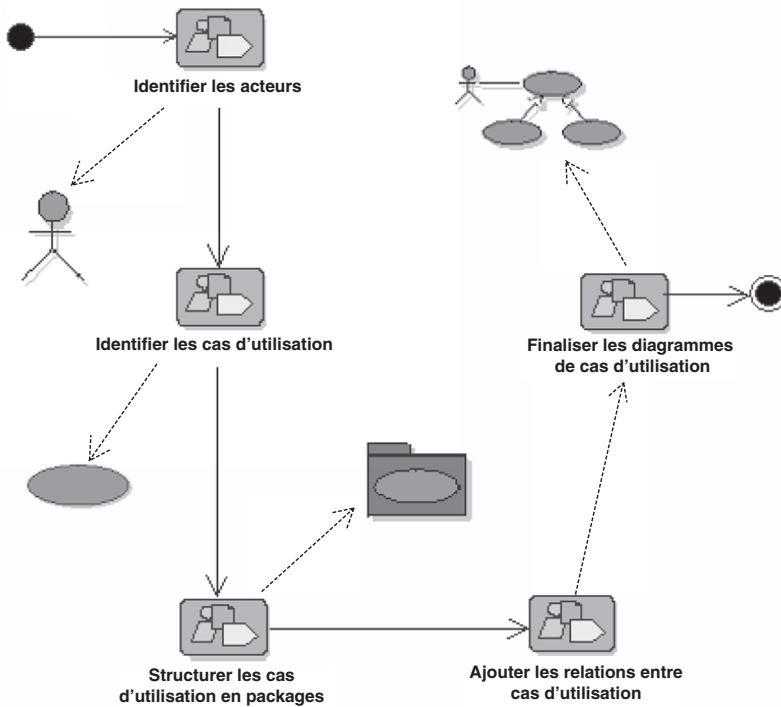 Identifier les acteurs
Identifier les cas d’utilisation
Finaliser les diagrammes
de cas d’utilisation
Structurer les cas
d’utilisation en packages
Ajouter les relations entre
cas d’utilisation